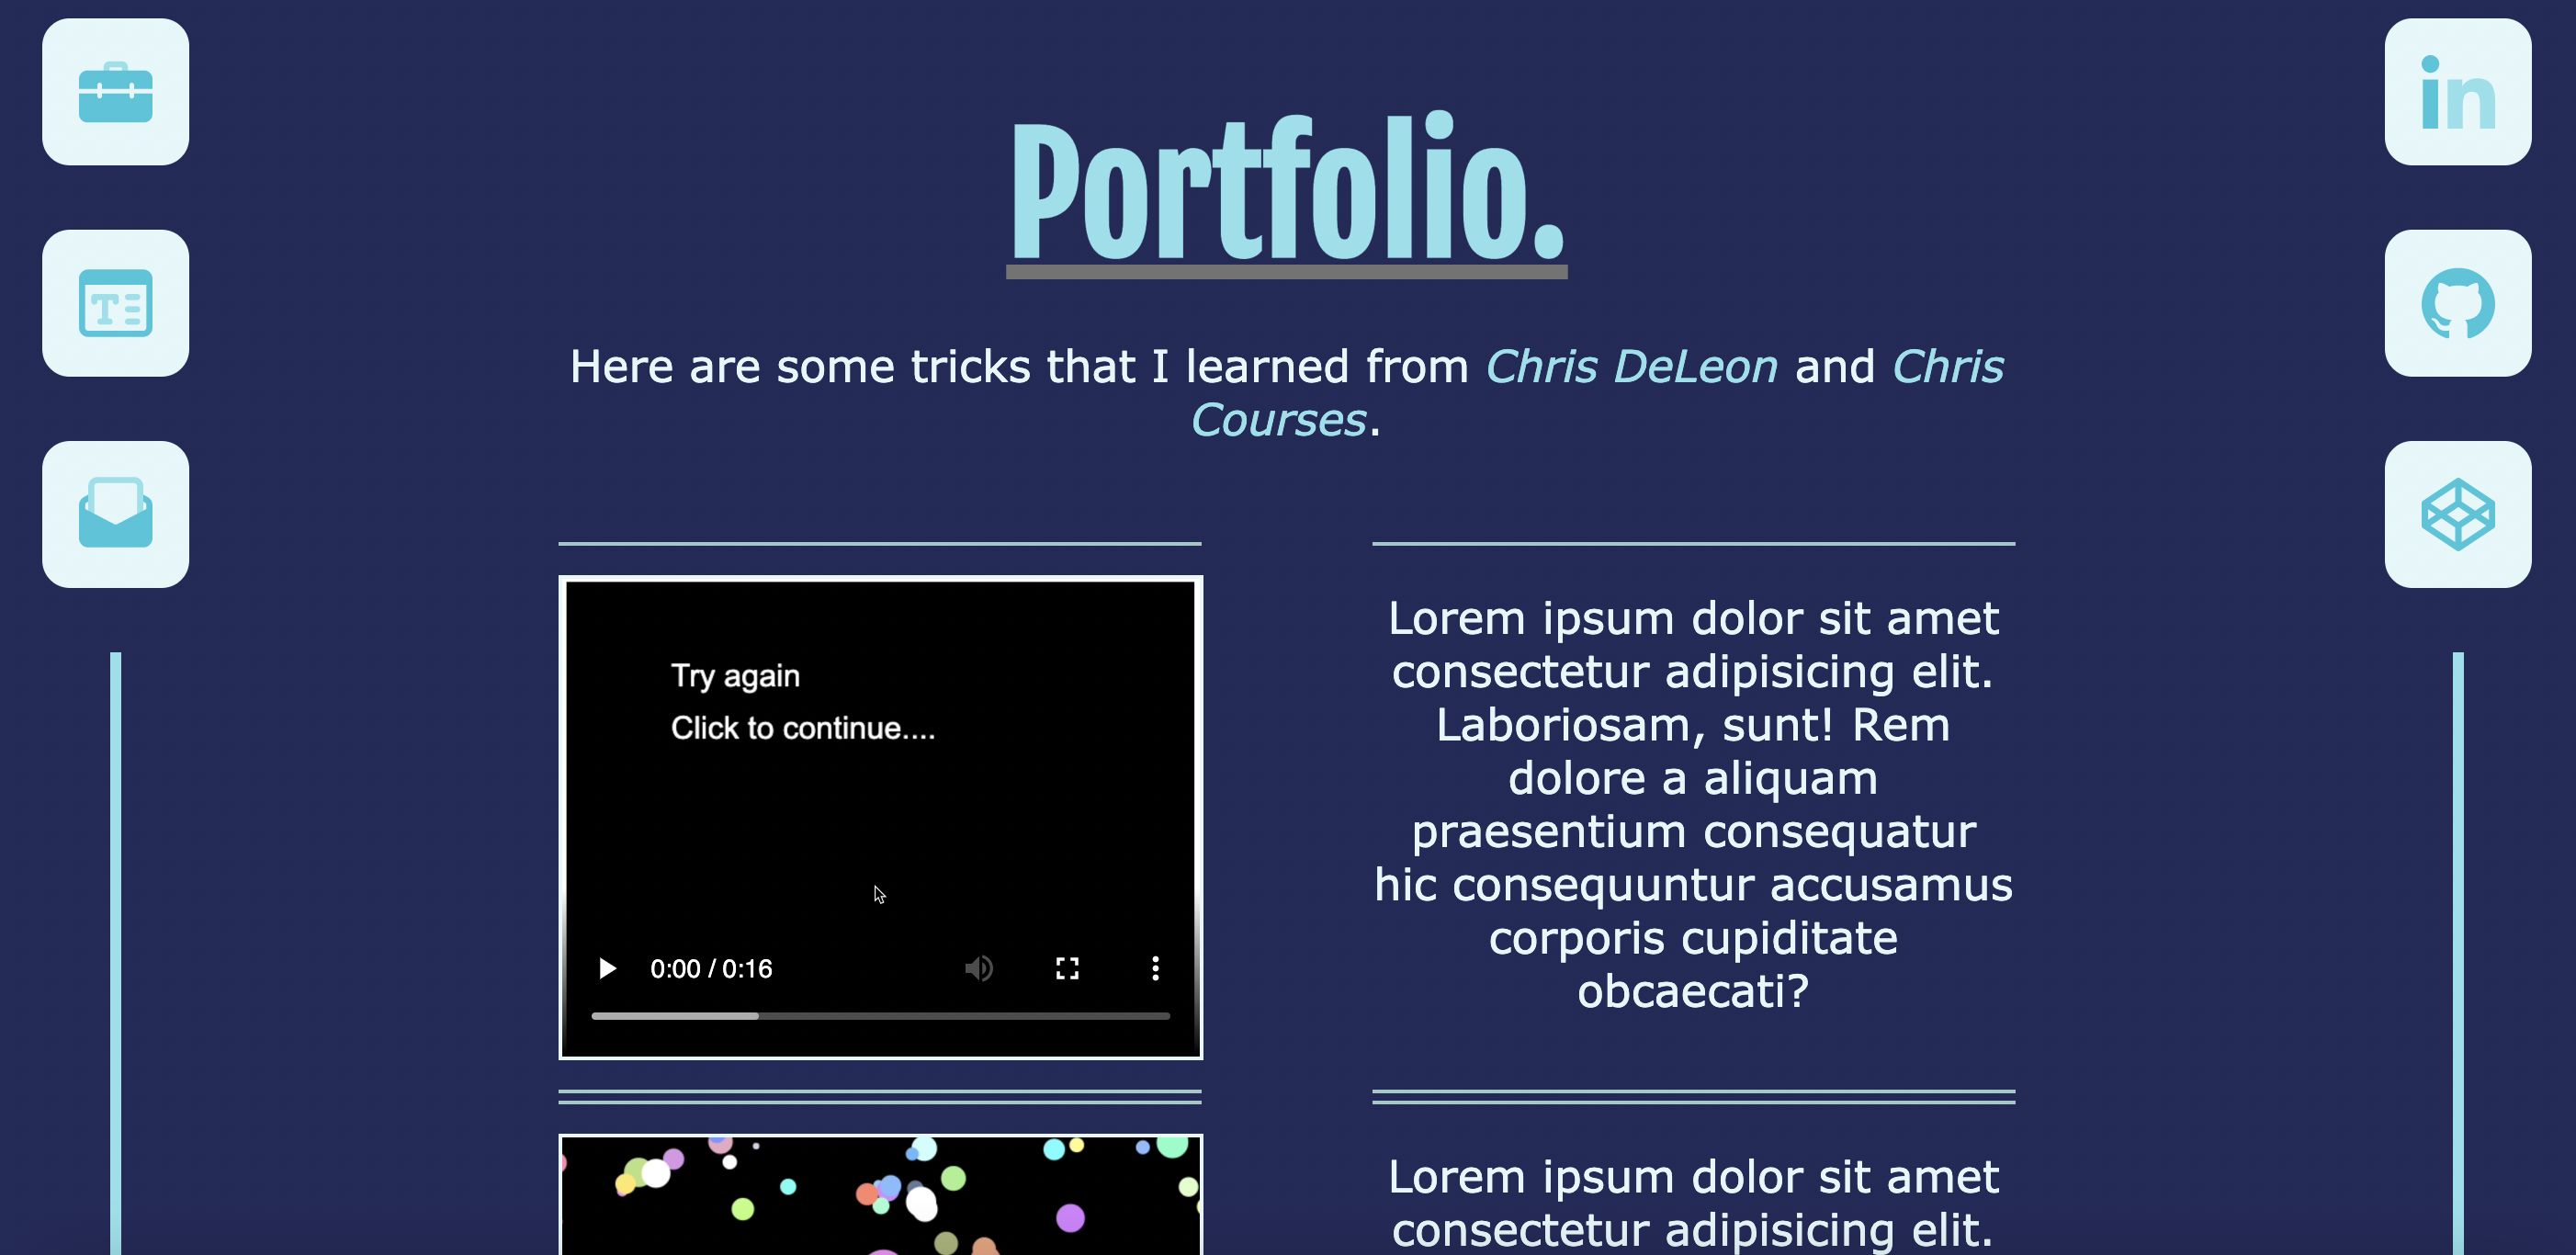 Portfolio.
in
Here are some tricks that I learned from Chris DeLeon and Chris
Courses.
Try again
Click to continue....
0:00 / 0:16
Lorem ipsum dolor sit amet
consectetur adipisicing elit.
Laboriosam, sunt! Rem
dolore a aliquam
praesentium consequatur
hic consequuntur accusamus
corporis cupiditate
obcaecati?
Lorem ipsum dolor sit amet
consectetur adipisicing elit.